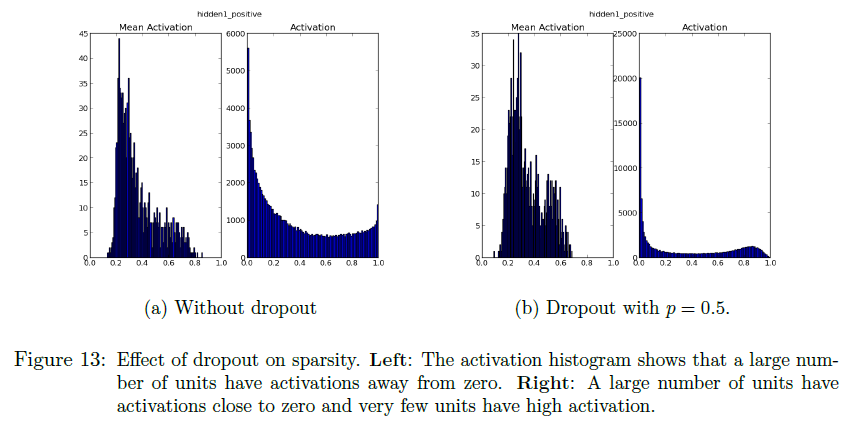 hidden1_positive
Mean Activation
Activation
45
40
35
30
25
20
15
10
5
0
0.0 0.2 0.4 0.6 0.8 1.0
6000
5000
4000
3000
2000
1000
0
0.0 0.2 0.4 0.6 0.8 1.0
(a) Without dropout
hidden1_positive
Mean Activation
Activation
35
30
25
20
15
10
5
0
0.0 0.2 0.4 0.6 0.8 1.0
25000
20000
15000
10000
5000
0
0.0 0.2 0.4 0.6 0.8 1.0
(b) Dropout with p = 0.5.
Figure 13: Effect of dropout on sparsity. Left: The activation histogram shows that a large num-
ber of units have activations away from zero. Right: A large number of units have
activations close to zero and very few units have high activation.